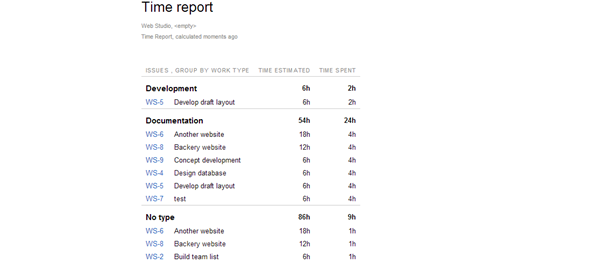 Time report
Web Studio, <empty>
Time Report, calculated moments ago
ISSUES , GROUP BY WORK TYPE TIME ESTIMATED TIME SPENT
Development 6h 2h
WS-5 Develop draft layout 6h 2h
Documentation 54h 24h
WS-6 Another website 18h 4h
WS-8 Backery website 12h 4h
WS-9 Concept development 6h 4h
WS-4 Design database 6h 4h
WS-5 Develop draft layout 6h 4h
WS-7 test 6h 4h
No type 86h 9h
WS-6 Another website 18h 1h
WS-8 Backery website 12h 1h
WS-2 Build team list 6h 1h